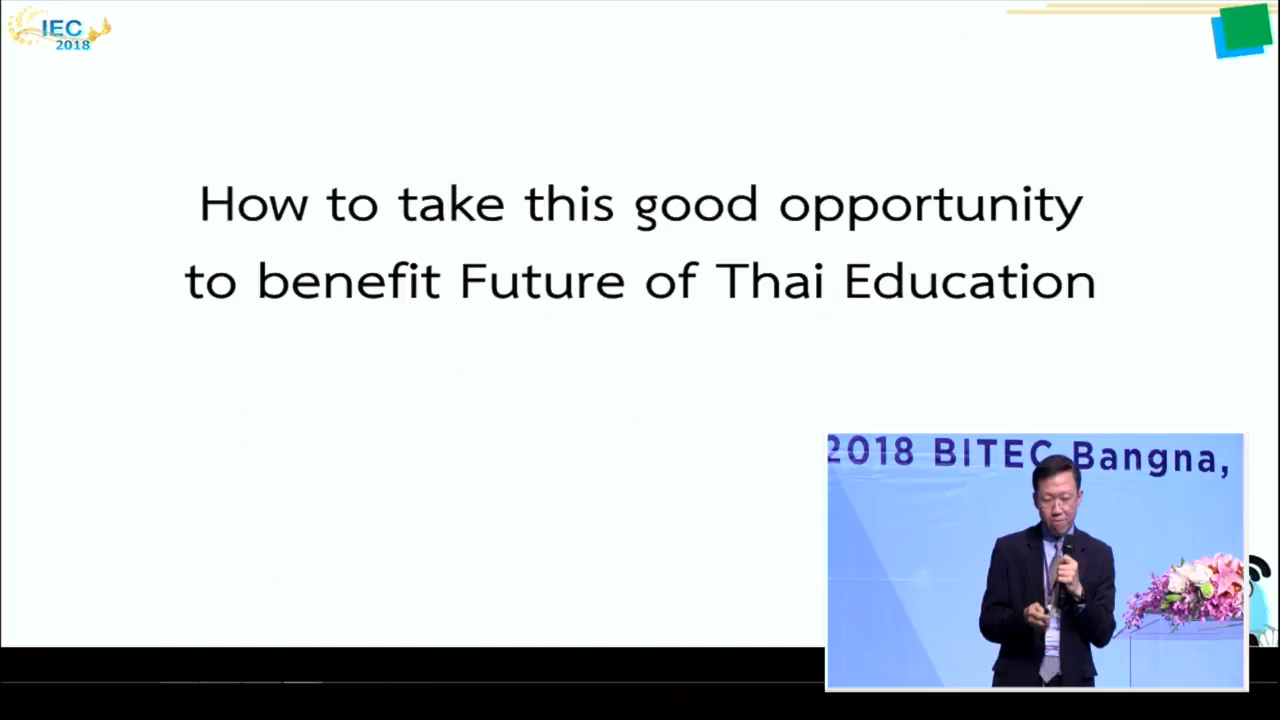 IEC
2018
How to take this good opportunity
to benefit Future of Thai Education
2018 BITEC Bangna,